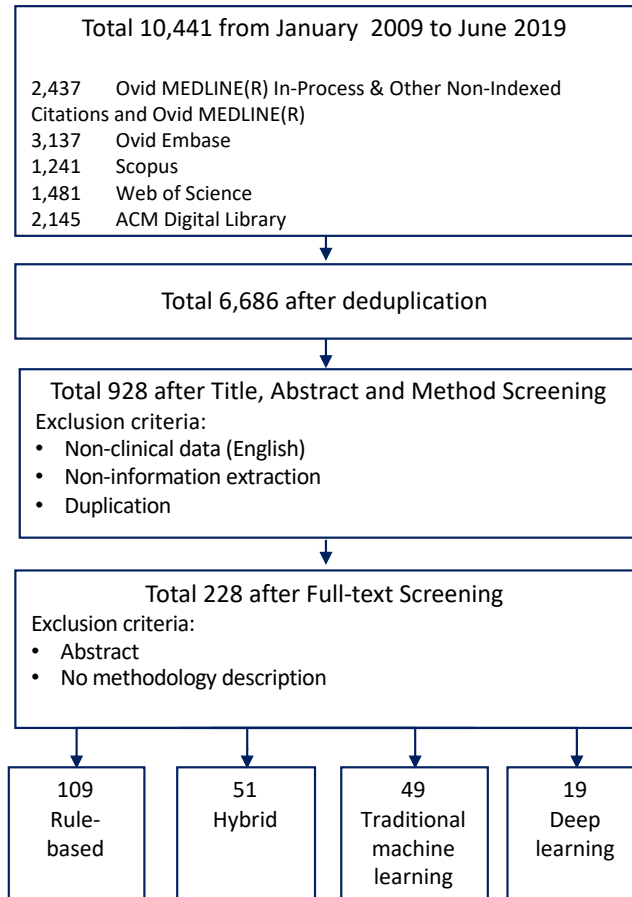 Total 10,441 from January 2009 to June 2019
2,437 Ovid MEDLINE(R) In-Process & Other Non-Indexed
Citations and Ovid MEDLINE(R)
3,137 Ovid Embase
1,241 Scopus
1,481 Web of Science
2,145 ACM Digital Library
Total 6,686 after deduplication
Total 928 after Title, Abstract and Method Screening
Exclusion criteria:
• Non-clinical data (English)
• Non-information extraction
• Duplication
Total 228 after Full-text Screening
Exclusion criteria:
• Abstract
• No methodology description
109
Rule-
based
51
Hybrid
49
Traditional
machine
learning
19
Deep
learning